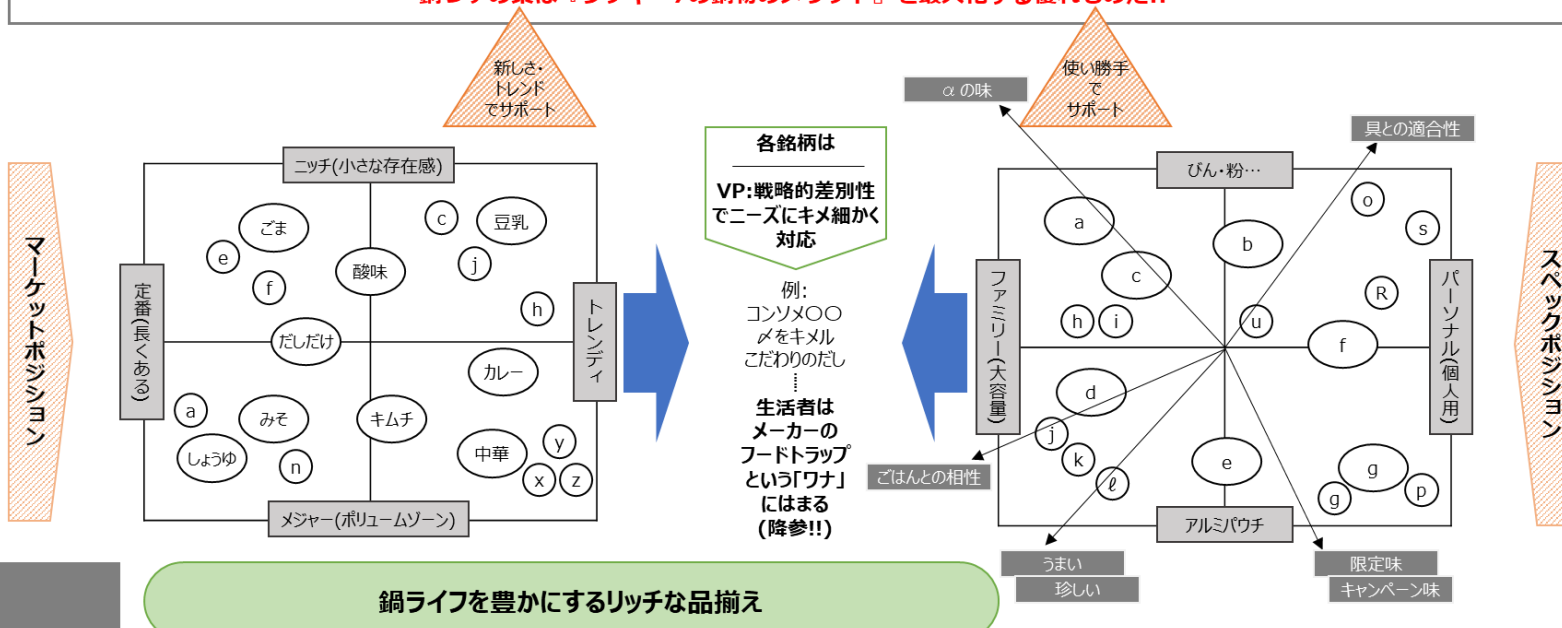 新しさ・
トレンド
でサポート
使い勝手
で
サポート
αの味
具との適合性
各銘柄は
VP:戦略的差別性
でニーズにキメ細かく
対応
例:
コンソメ〇〇
〆をキメル
こだわりのだし
生活者は
メーカーの
フードトラップ
という「ワナ」
にはまる
(降参!!)
マーケットポジション
ニッチ(小さな存在感)
定番(長くある)
トレンディ
メジャー(ポリュームゾーン)
ごま
e
f
酸味
c
豆乳
j
h
だしだけ
カレー
a
みそ
しょうゆ
n
キムチ
中華
y
x
z
スペックポジション
びん・粉…
ファミリー(大容量)
パーソナル(個人用)
アルミパウチ
a
b
c
o
s
h
i
u
R
f
d
j
k
ℓ
e
g
g
p
ごはんとの相性
うまい
珍しい
限定味
キャンペーン味
鍋ライフを豊かにするリッチな品揃え